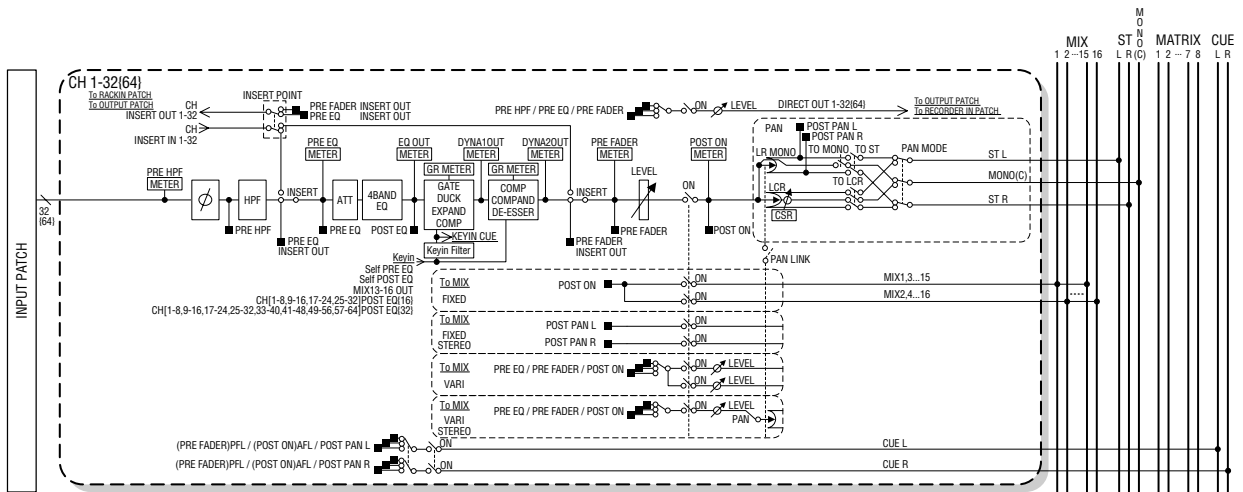 M
O
N
O
MIX ST MATRIX CUE
1 2 ··· 15 16 L R (C) 1 2 ··· 7 8 L R
INPUT PATCH
32
{64}
CH 1-32{64}
To RACKIN PATCH
To OUTPUT PATCH
CH
INSERT OUT 1-32
CH
INSERT IN 1-32
INSERT POINT
PRE FADER INSERT OUT
PRE EQ INSERT OUT
PRE HPF / PRE EQ / PRE FADER
ON
LEVEL
DIRECT OUT 1-32{64}
To OUTPUT PATCH
To RECORDER IN PATCH
PRE HPF
METER
Ø
HPF
PRE HPF
INSERT
PRE EQ
INSERT OUT
PRE EQ
METER
PRE EQ
ATT
4BAND
EQ
EQ OUT
METER
POST EQ
DYNA1OUT
METER
GR METER
GATE
DUCK
EXPAND
COMP
KEYIN CUE
Keyin Filter
DYNA2OUT
METER
GR METER
COMP
COMPAND
DE-ESSER
INSERT
PRE FADER
INSERT OUT
PRE FADER
METER
PRE FADER
LEVEL
ON
POST ON
METER
POST ON
PAN
POST PAN L
POST PAN R
LR MONO
TO MONO
TO ST
PAN MODE
LCR
TO LCR
CSR
ST L
MONO(C)
ST R
PAN LINK
Keyin
Self PRE EQ
Self POST EQ
MIX13-16 OUT
CH[1-8,9-16,17-24,25-32]POST EQ(16)
CH[1-8,9-16,17-24,25-32,33-40,41-48,49-56,57-64]POST EQ{32}
To MIX
FIXED
POST ON
ON
MIX1,3...15
ON
MIX2,4...16
To MIX
FIXED
STEREO
POST PAN L
ON
POST PAN R
ON
To MIX
VARI
PRE EQ / PRE FADER / POST ON
ON
LEVEL
ON
LEVEL
To MIX
VARI
STEREO
PRE EQ / PRE FADER / POST ON
ON
LEVEL
PAN
(PRE FADER)PFL / (POST ON)AFL / POST PAN L
ON
CUE L
(PRE FADER)PFL / (POST ON)AFL / POST PAN R
ON
CUE R